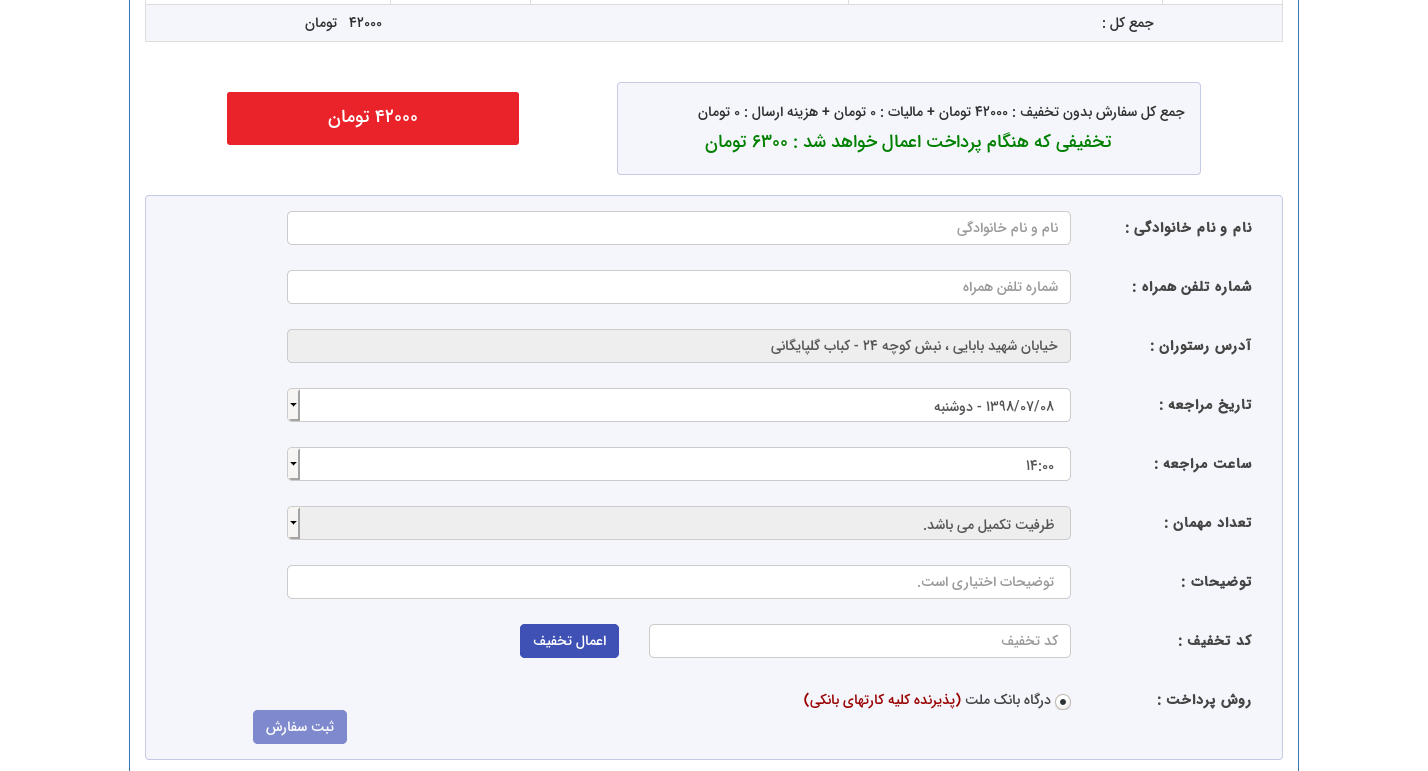 جمع کل : ۴۲۰۰۰ تومان
جمع کل سفارش بدون تخفیف : ۴۲۰۰۰ تومان + مالیات : ۰ تومان + هزینه ارسال : ۰ تومان
تخفیفی که هنگام پرداخت اعمال خواهد شد : ۶۳۰۰ تومان
۴۲۰۰۰ تومان
نام و نام خانوادگی : نام و نام خانوادگی
شماره تلفن همراه : شماره تلفن همراه
آدرس رستوران : خیابان شهید بابایی ، نبش کوچه ۲۴ - کباب گلپایگانی
تاریخ مراجعه : ۱۳۹۸/۰۷/۰۸ - دوشنبه
ساعت مراجعه : ۱۴:۰۰
تعداد مهمان : ظرفیت تکمیل می باشد.
توضیحات : توضیحات اختیاری است.
کد تخفیف : کد تخفیف اعمال تخفیف
روش پرداخت : درگاه بانک ملت (پذیرنده کلیه کارتهای بانکی)
ثبت سفارش